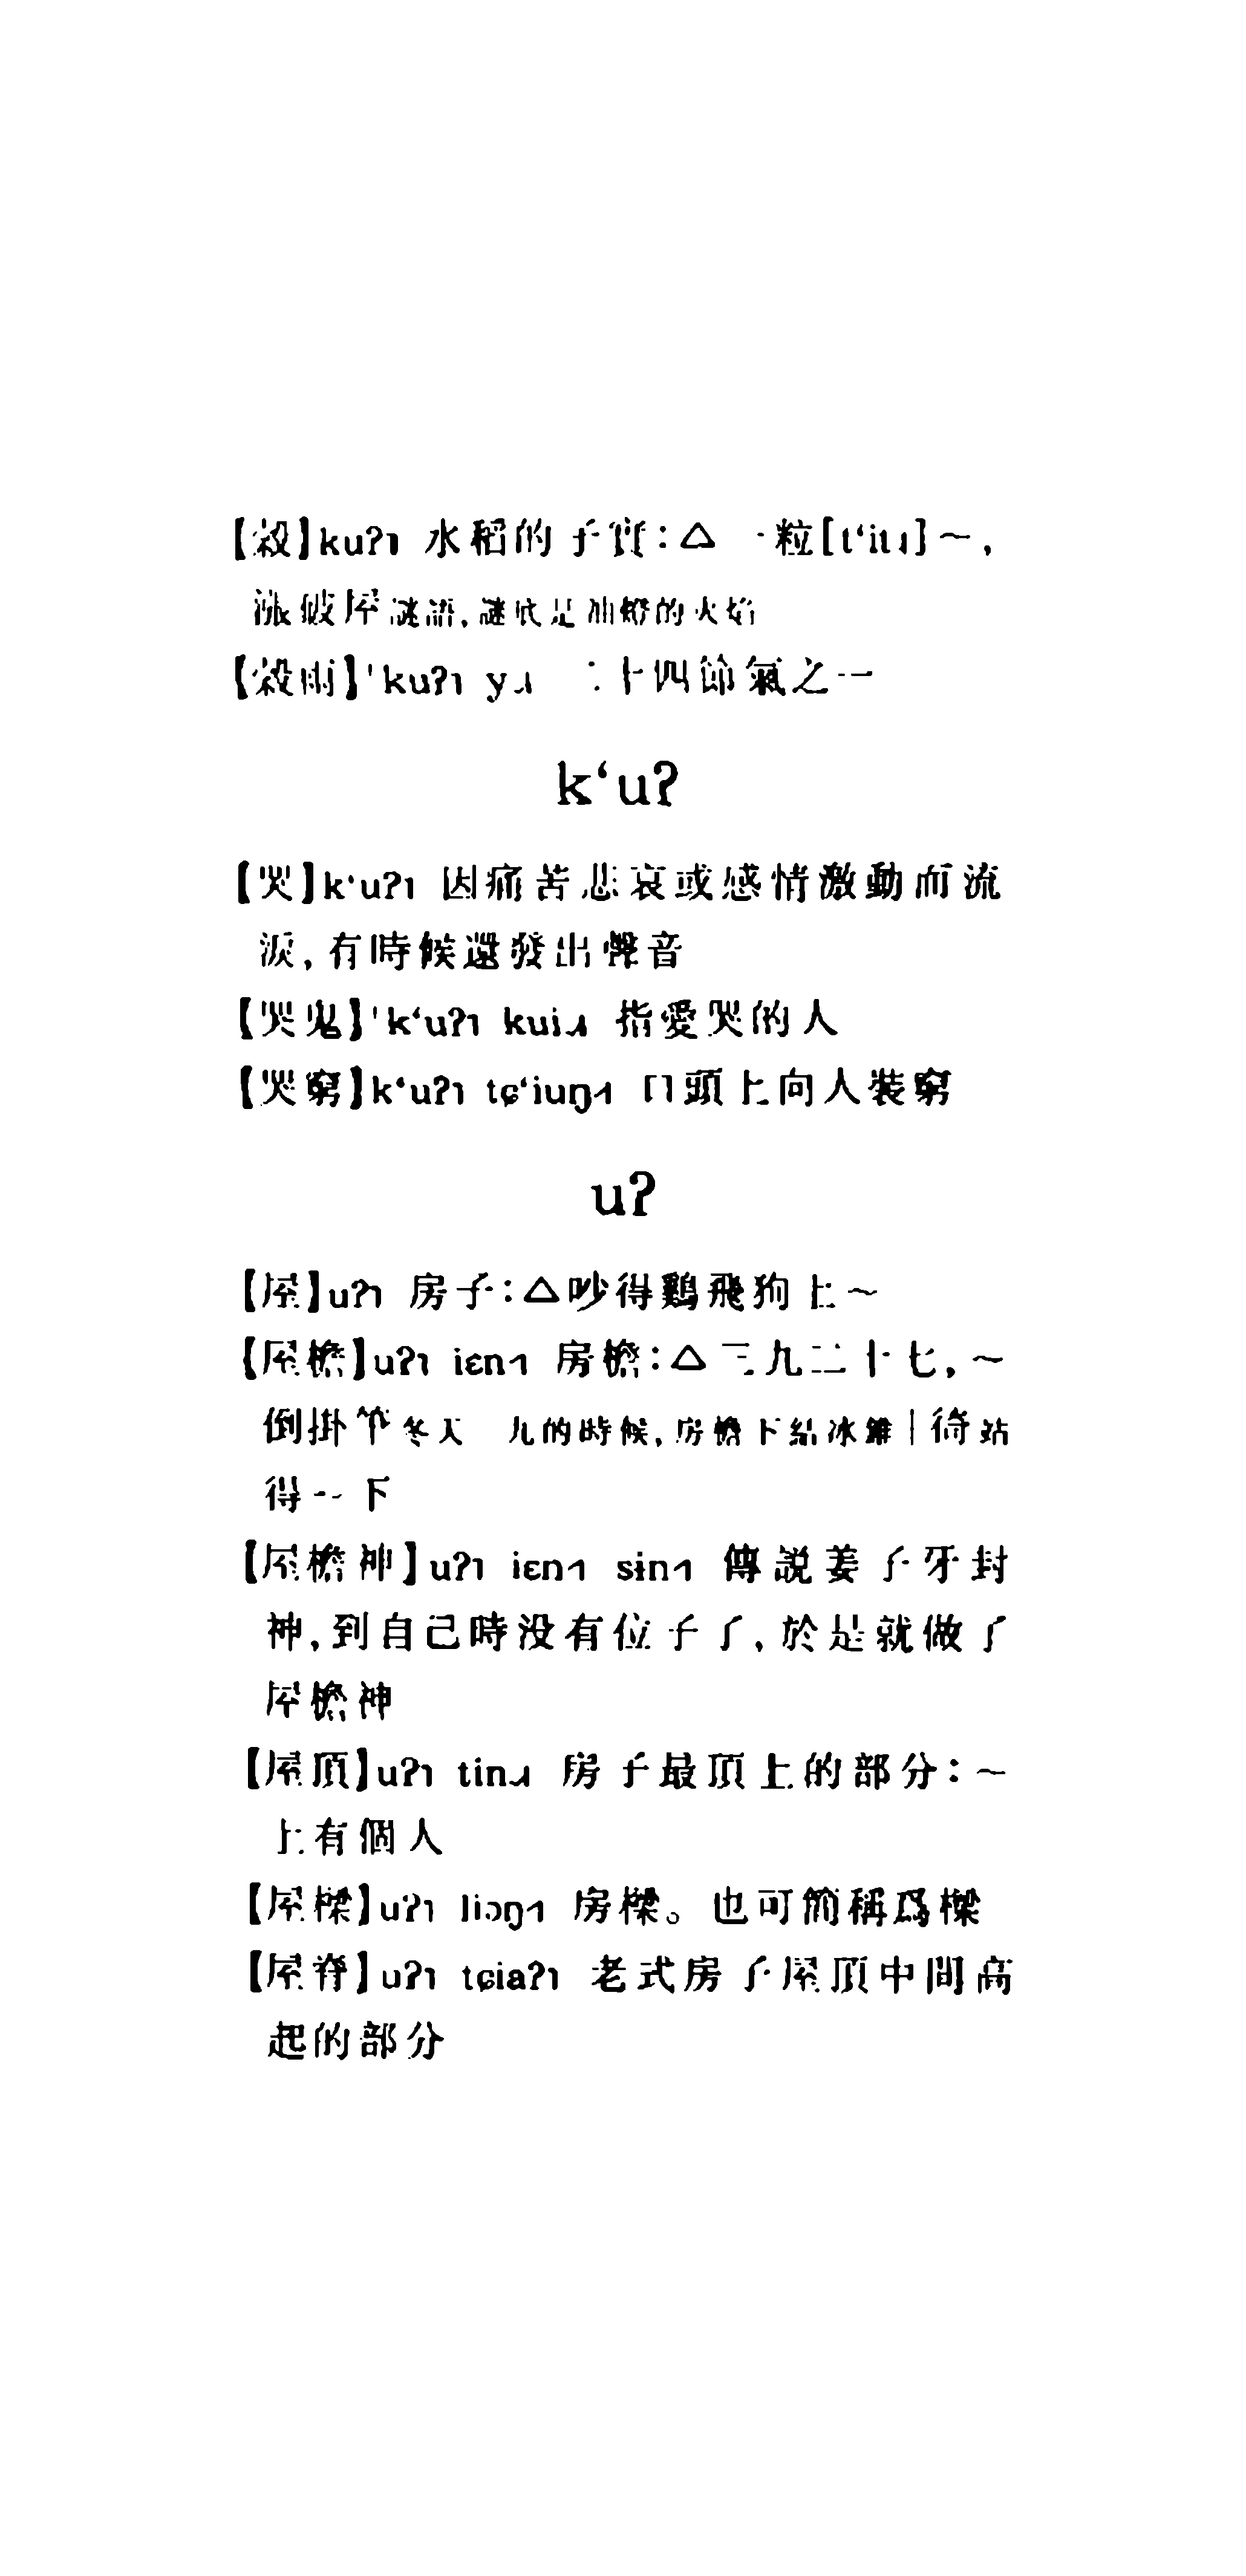 【穀】kuʔ˥ 水稻的子實：△一粒[t‘it˩]～，
漲破屋謎語，謎底是油燈的火焰
【穀雨】'kuʔ˥ y˩ 二十四節氣之一
k‘uʔ
【哭】k‘uʔ˥ 因痛苦悲哀或感情激動而流
淚，有時候還發出聲音
【哭鬼】'k‘uʔ˥ kui˩ 指愛哭的人
【哭窮】k‘uʔ˥ tɕ‘iuŋ˧ 口頭上向人裝窮
uʔ
【屋】uʔ˥ 房子：△吵得鷄飛狗上～
【屋檐】uʔ˥ iɛn˧ 房檐：△三九二十七，～
倒掛筆冬天 九的時候，房檐下結冰錐｜待站
得一下
【屋檐神】uʔ˥ iɛn˧ sɨn˧ 傳説姜子牙封
神，到自己時没有位子了，於是就做了
屋檐神
【屋頂】uʔ˥ tin˩ 房子最頂上的部分：～
上有個人
【屋樑】uʔ˥ liɔŋ˧ 房樑。也可簡稱爲樑
【屋脊】uʔ˥ tɕiaʔ˥ 老式房子屋頂中間高
起的部分